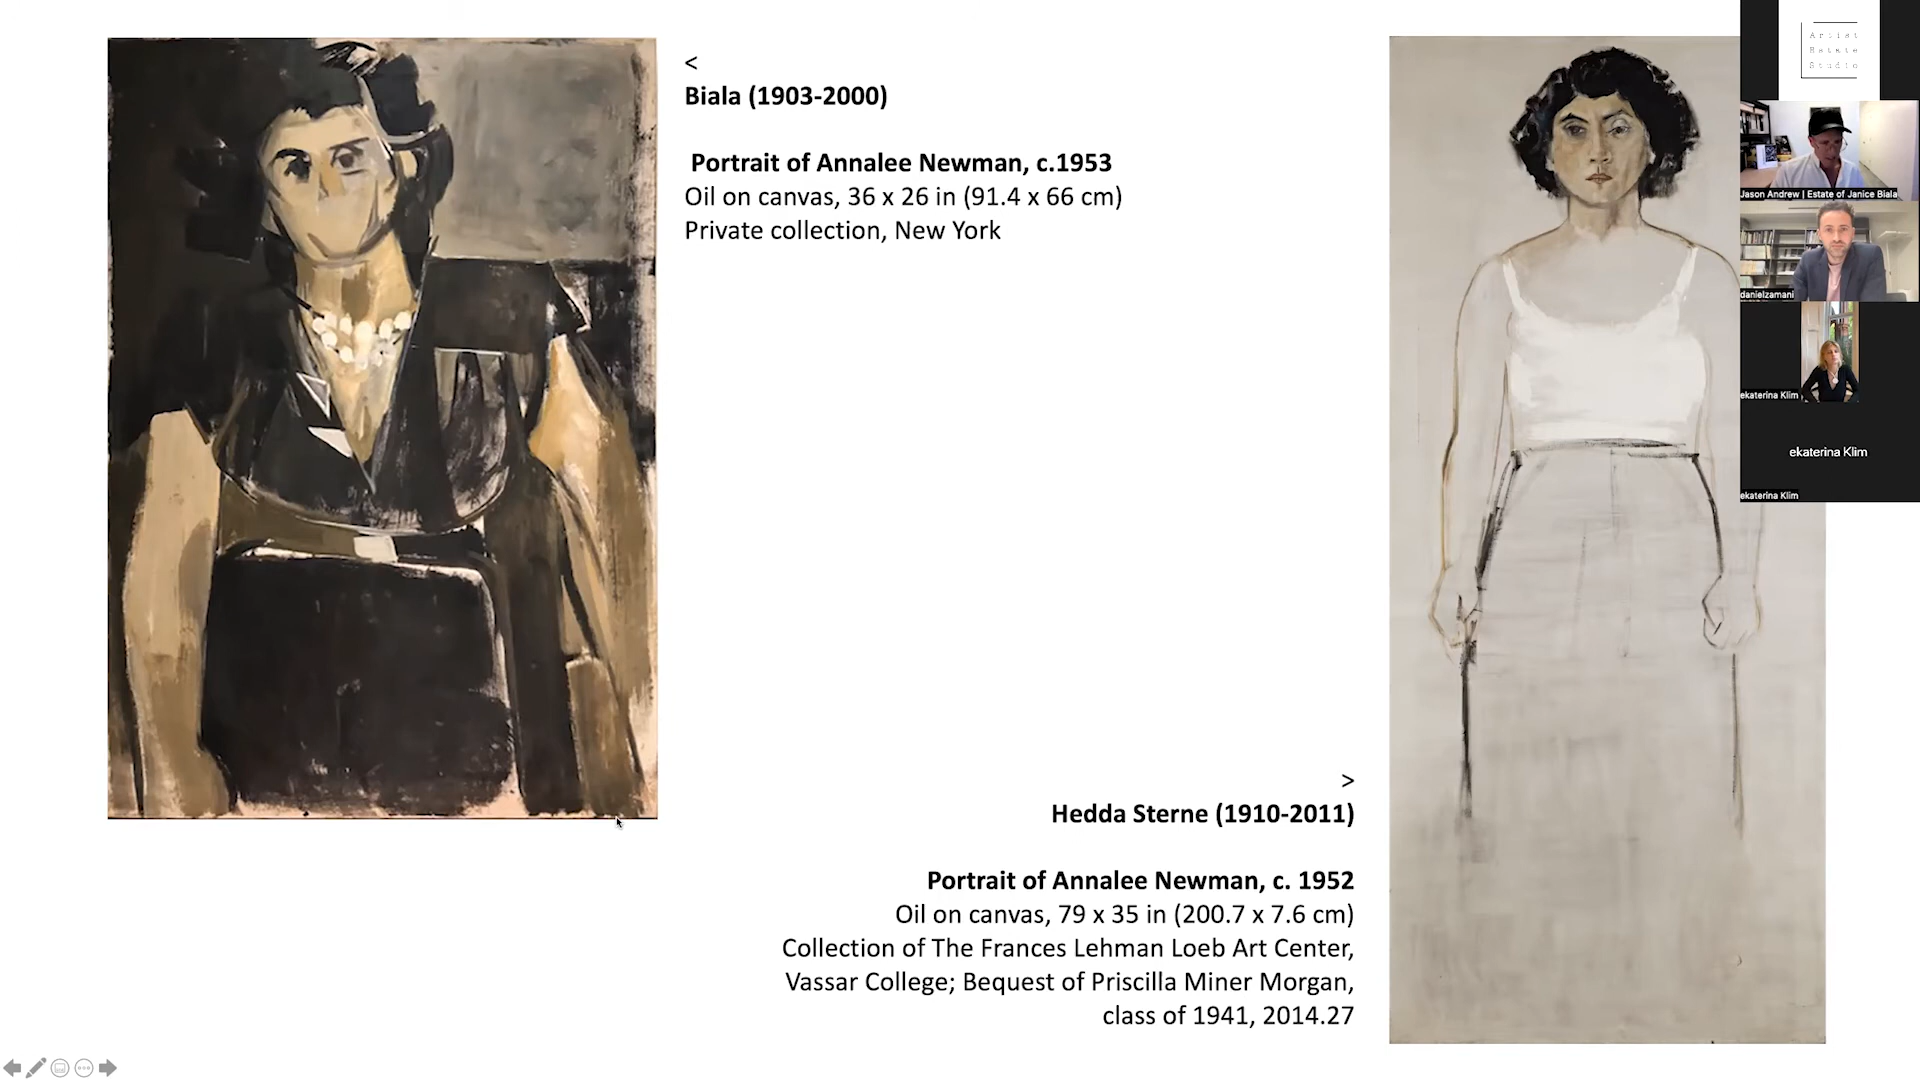 <
Biala (1903-2000)
Portrait of Annalee Newman, c.1953
Oil on canvas, 36 x 26 in (91.4 x 66 cm)
Private collection, New York
>
Hedda Sterne (1910-2011)
Portrait of Annalee Newman, c. 1952
Oil on canvas, 79 x 35 in (200.7 x 7.6 cm)
Collection of The Frances Lehman Loeb Art Center,
Vassar College; Bequest of Priscilla Miner Morgan,
class of 1941, 2014.27
Artist
Estate
Studio
Jason Andrew | Estate of Janice Biala
danielzamani
ekaterina Klim
ekaterina Klim
ekaterina Klim